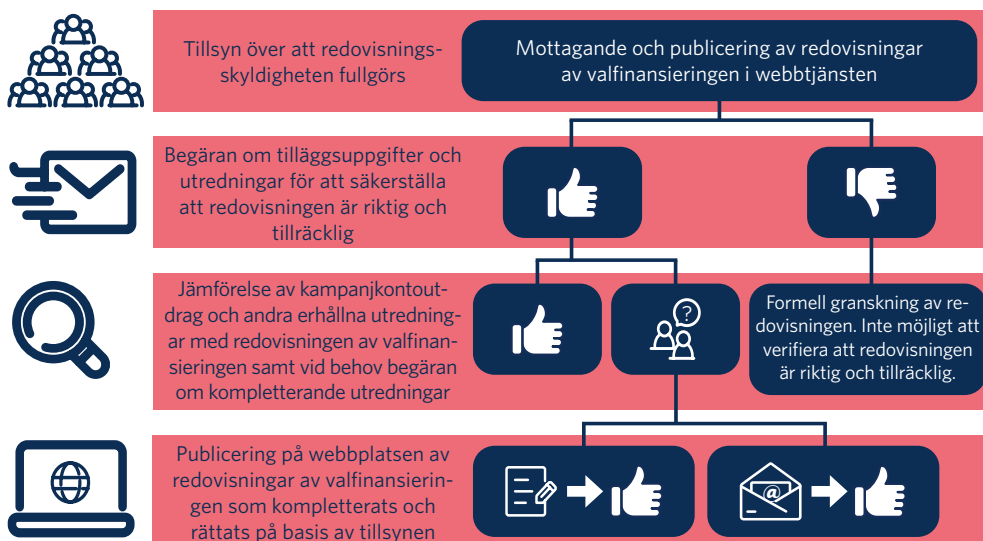 Tillsyn över att redovisnings-
skyldigheten fullgörs
Mottagande och publicering av redovisningar
av valfinansieringen i webbtjänsten
Begäran om tilläggsuppgifter och
utredningar för att säkerställa
att redovisningen är riktig och
tillräcklig
Jämförelse av kampanjkontout-
drag och andra erhållna utredning-
ar med redovisningen av valfinan-
sieringen samt vid behov begäran
om kompletterande utredningar
?
Formell granskning av re-
dovisningen. Inte möjligt att
verifiera att redovisningen
är riktig och tillräcklig.
Publicering på webbplatsen av
redovisningar av valfinansierin-
gen som kompletterats och
rättats på basis av tillsynen
@